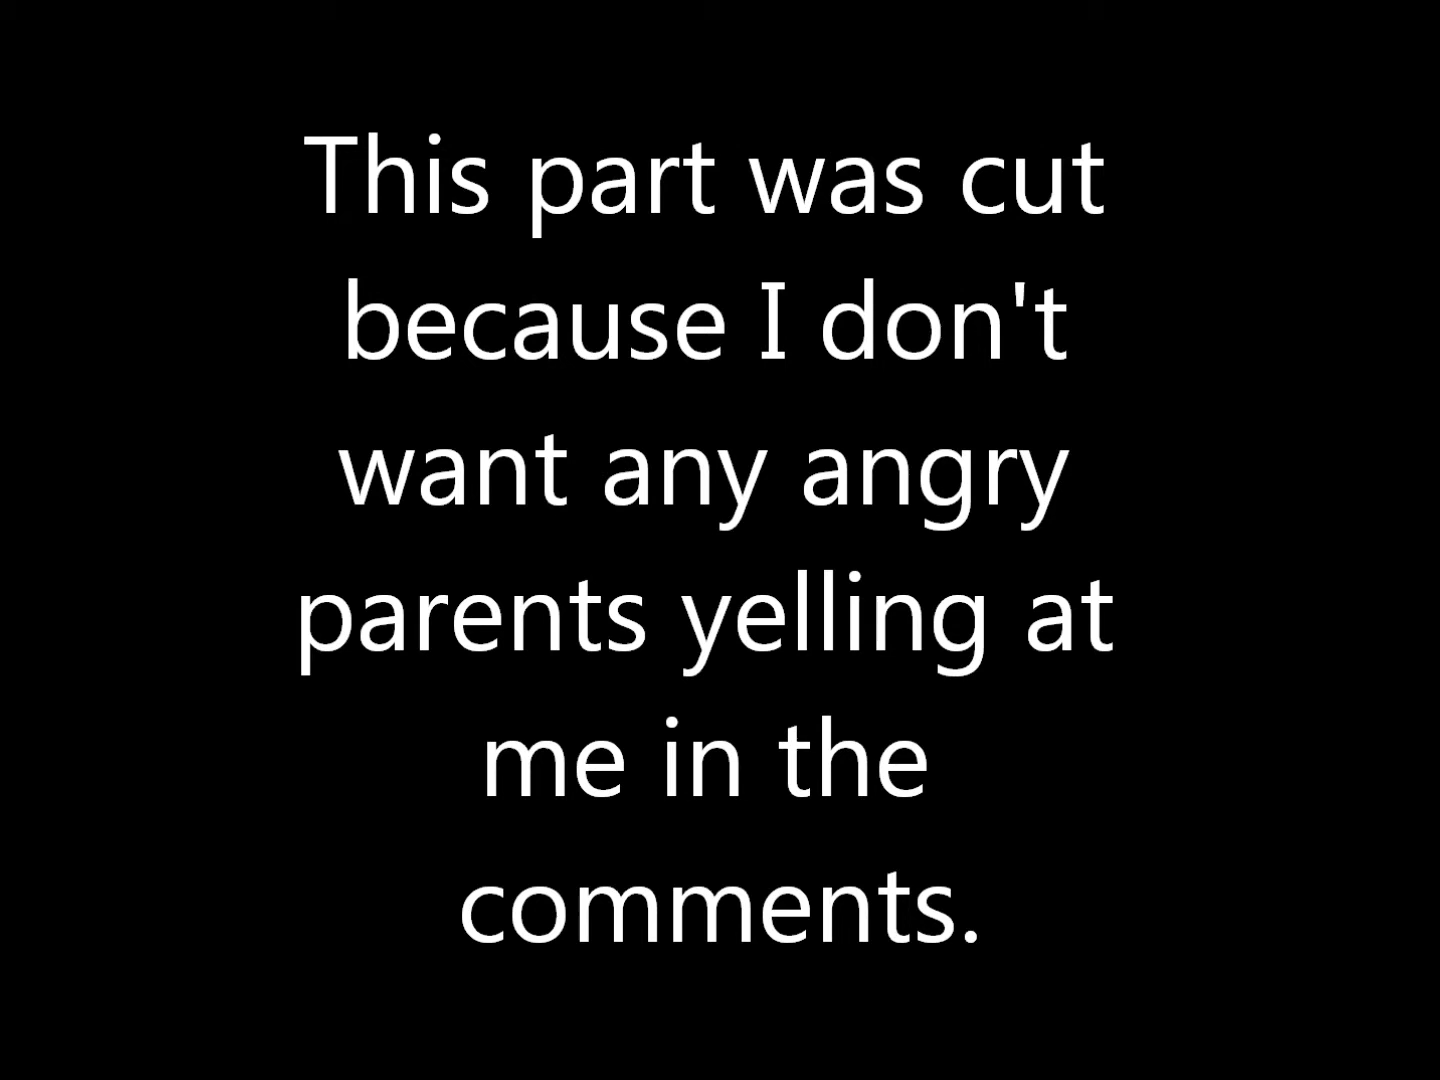 This part was cut
because I don't
want any angry
parents yelling at
me in the
comments.